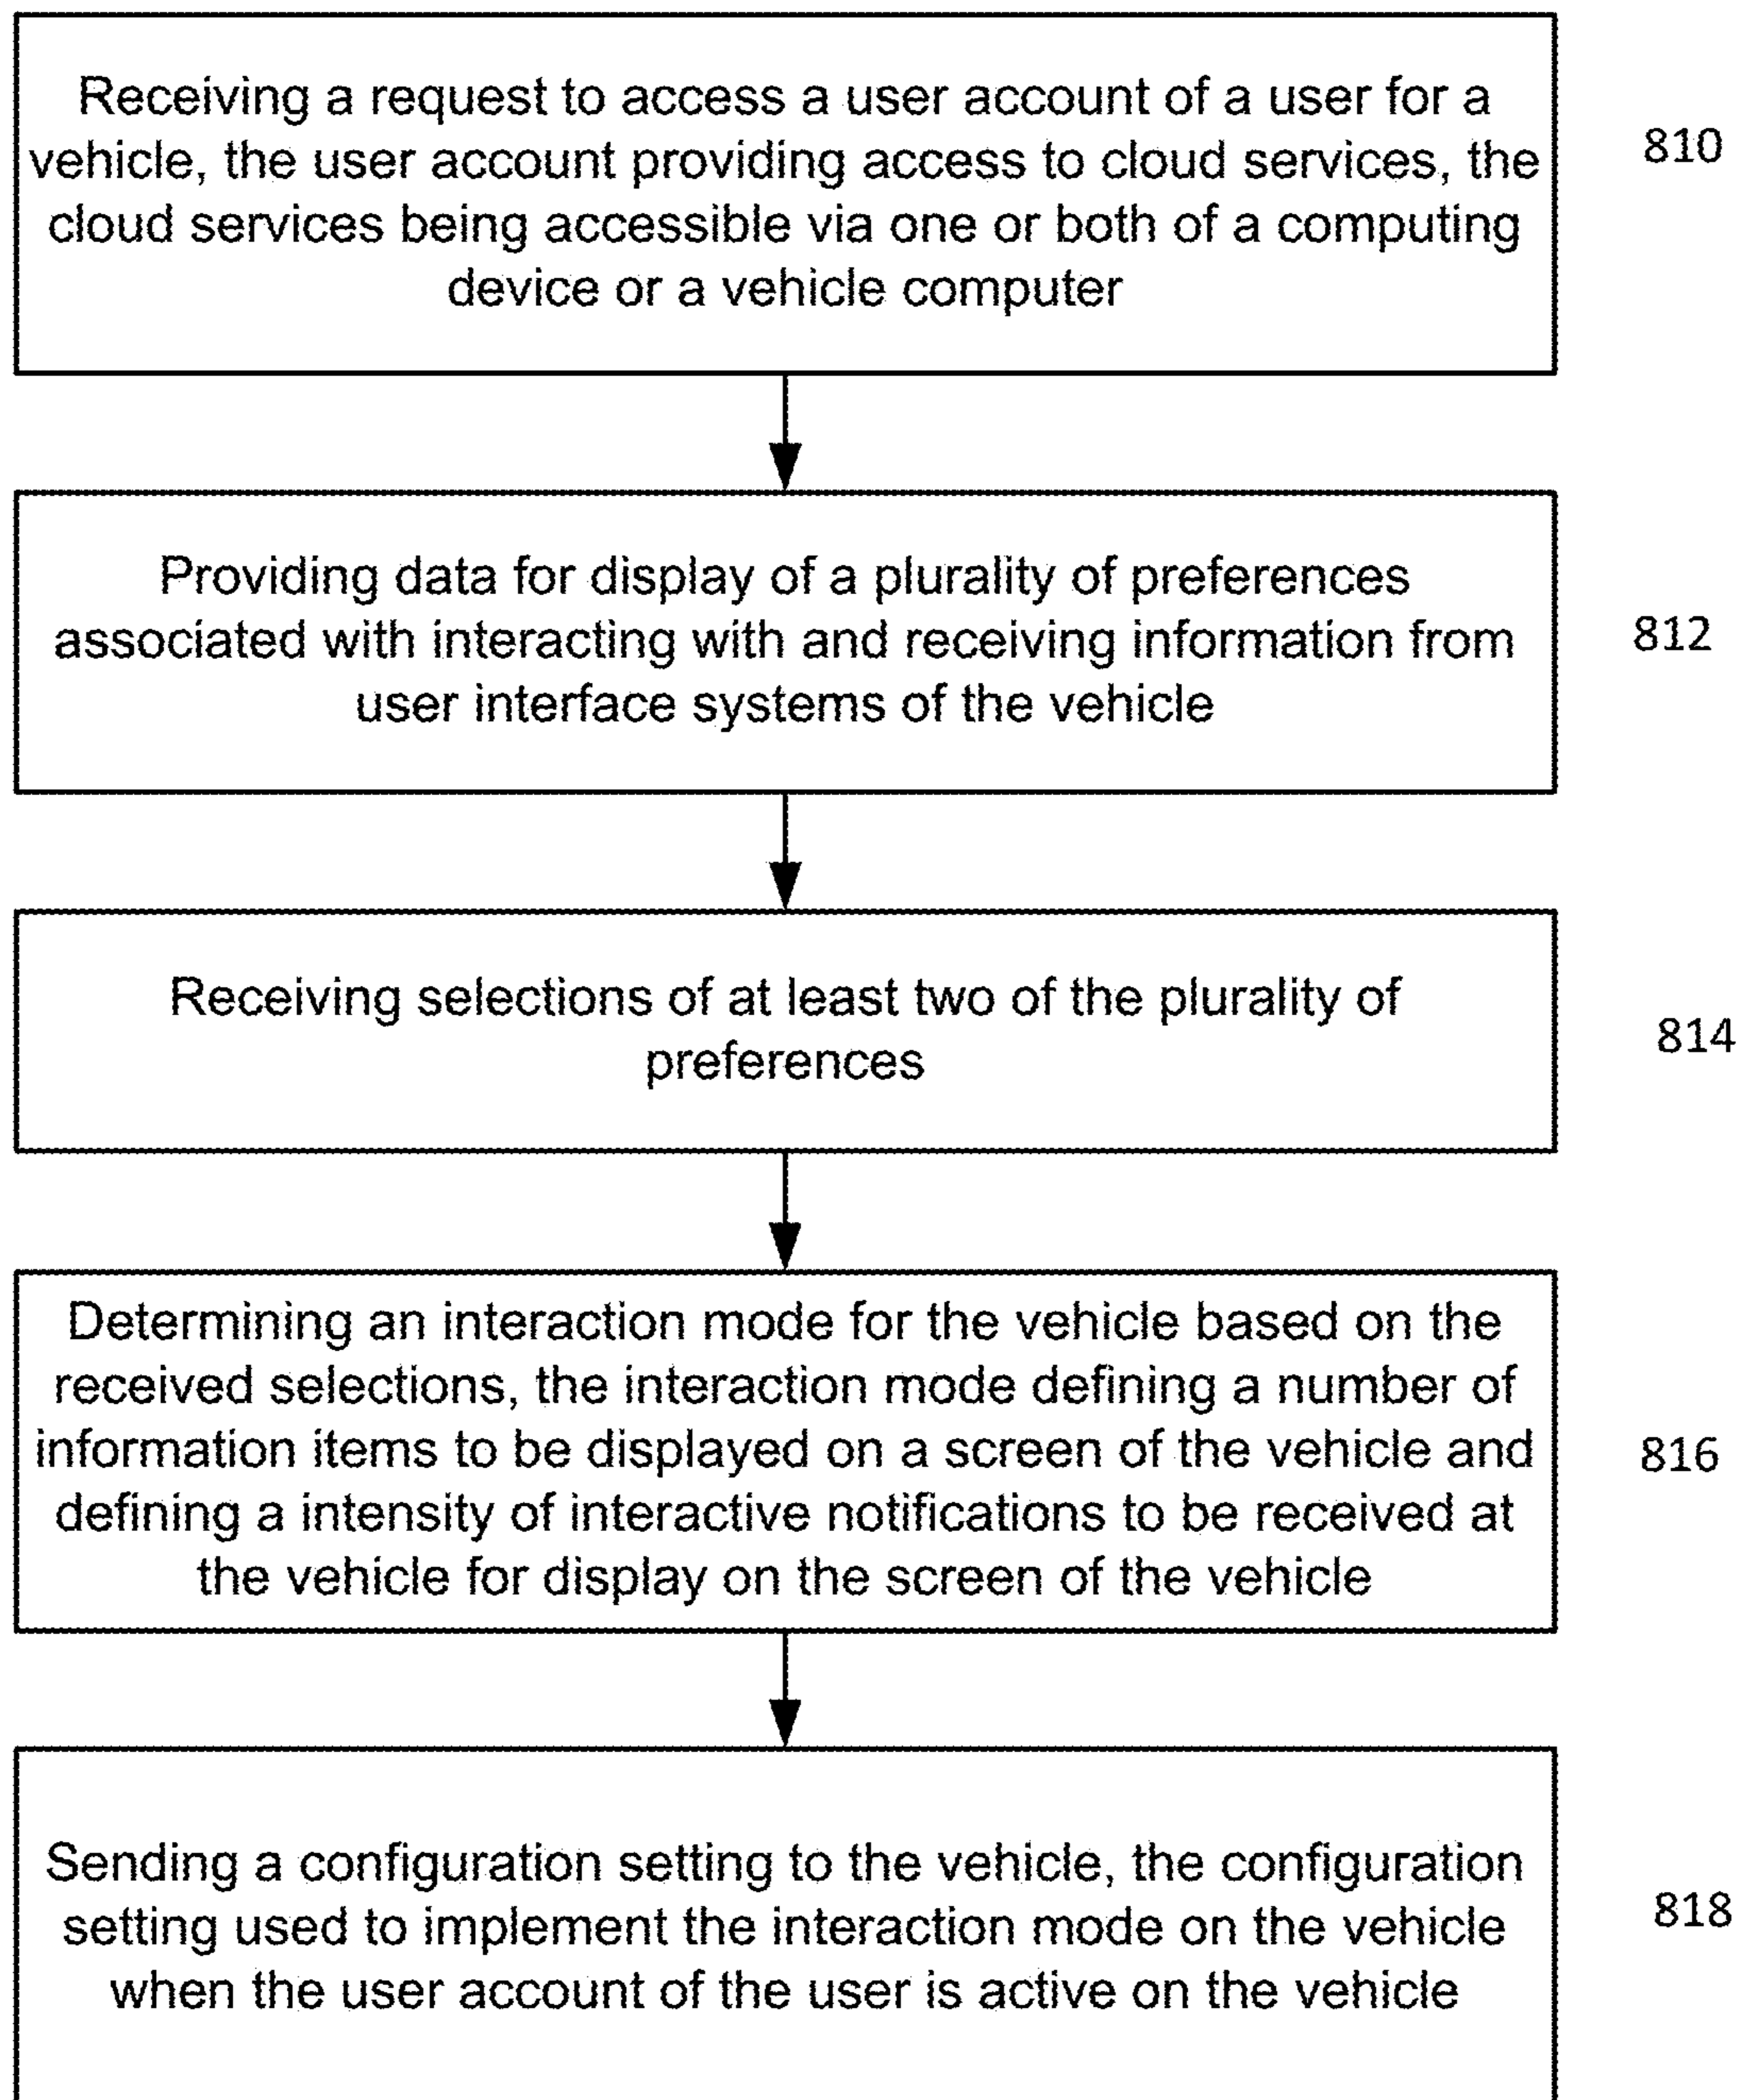 Receiving a request to access a user account of a user for a
vehicle, the user account providing access to cloud services, the
cloud services being accessible via one or both of a computing
device or a vehicle computer
810
Providing data for display of a plurality of preferences
associated with interacting with and receiving information from
user interface systems of the vehicle
812
Receiving selections of at least two of the plurality of
preferences
814
Determining an interaction mode for the vehicle based on the
received selections, the interaction mode defining a number of
information items to be displayed on a screen of the vehicle and
defining a intensity of interactive notifications to be received at
the vehicle for display on the screen of the vehicle
816
Sending a configuration setting to the vehicle, the configuration
setting used to implement the interaction mode on the vehicle
when the user account of the user is active on the vehicle
818